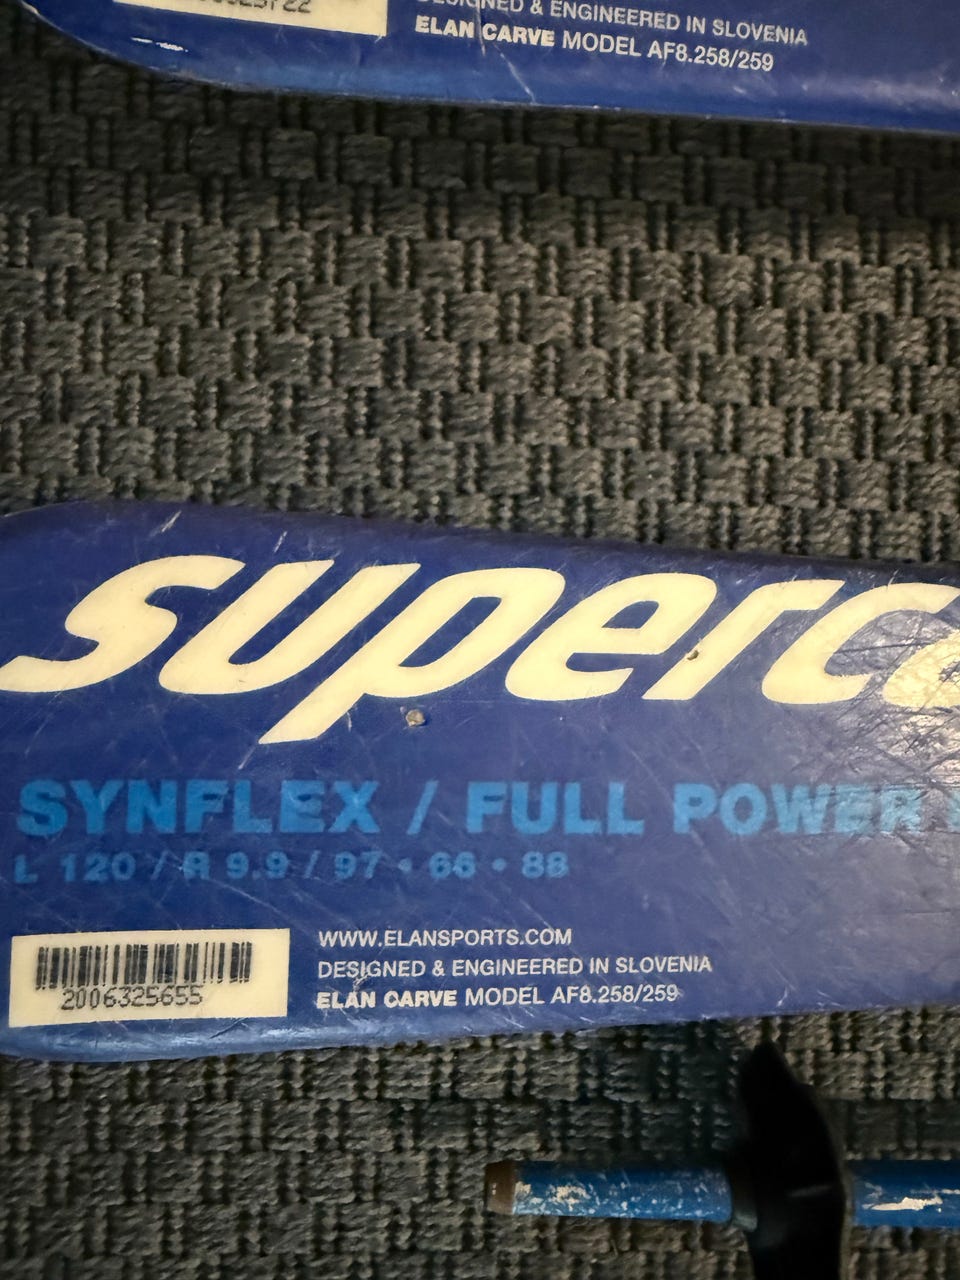 & ENGINEERED IN SLOVENIA
ELAN CARVE MODEL AF8.258/259
superc
SYNFLEX / FULL POWER
L 120 / R 9.9 / 97 • 66 • 88
WWW.ELANSPORTS.COM
2006325655
DESIGNED & ENGINEERED IN SLOVENIA
ELAN CARVE MODEL AF8.258/259